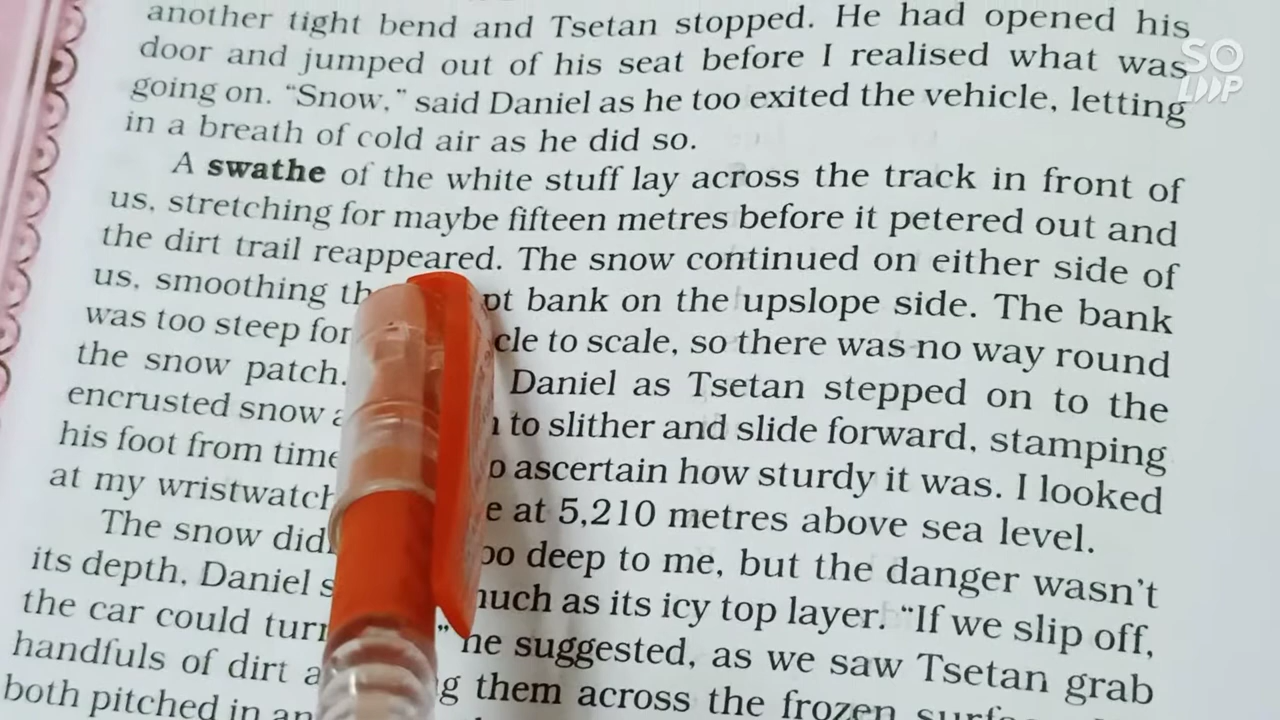 another tight bend and Tsetan stopped. He had opened his
door and jumped out of his seat before I realised what was
going on. “Snow,” said Daniel as he too exited the vehicle, letting
in a breath of cold air as he did so.
A swathe of the white stuff lay across the track in front of
us, stretching for maybe fifteen metres before it petered out and
the dirt trail reappeared. The snow continued on either side of
us, smoothing bank on the upslope side. The bank
was too steep for to scale, so there was no way round
the snow patch. Daniel as Tsetan stepped on to the
encrusted snow to slither and slide forward, stamping
his foot from time ascertain how sturdy it was. I looked
at my wristwatch at 5,210 metres above sea level.
The snow did deep to me, but the danger wasn’t
its depth, Daniel as its icy top layer. “If we slip off,
the car could he suggested, as we saw Tsetan grab
handfuls of dirt them across the frozen
both pitched in
SO
LOOP